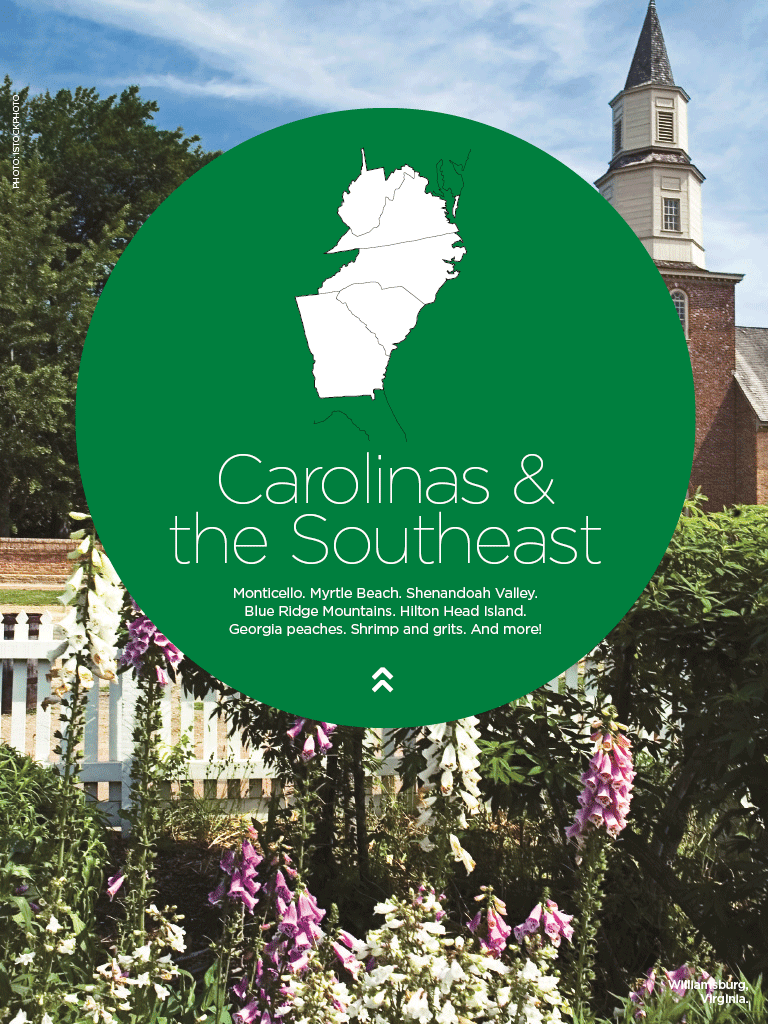 PHOTO: ISTOCKPHOTO
Carolinas &
the Southeast
Monticello. Myrtle Beach. Shenandoah Valley.
Blue Ridge Mountains. Hilton Head Island.
Georgia peaches. Shrimp and grits. And more!
Williamsburg,
Virginia.